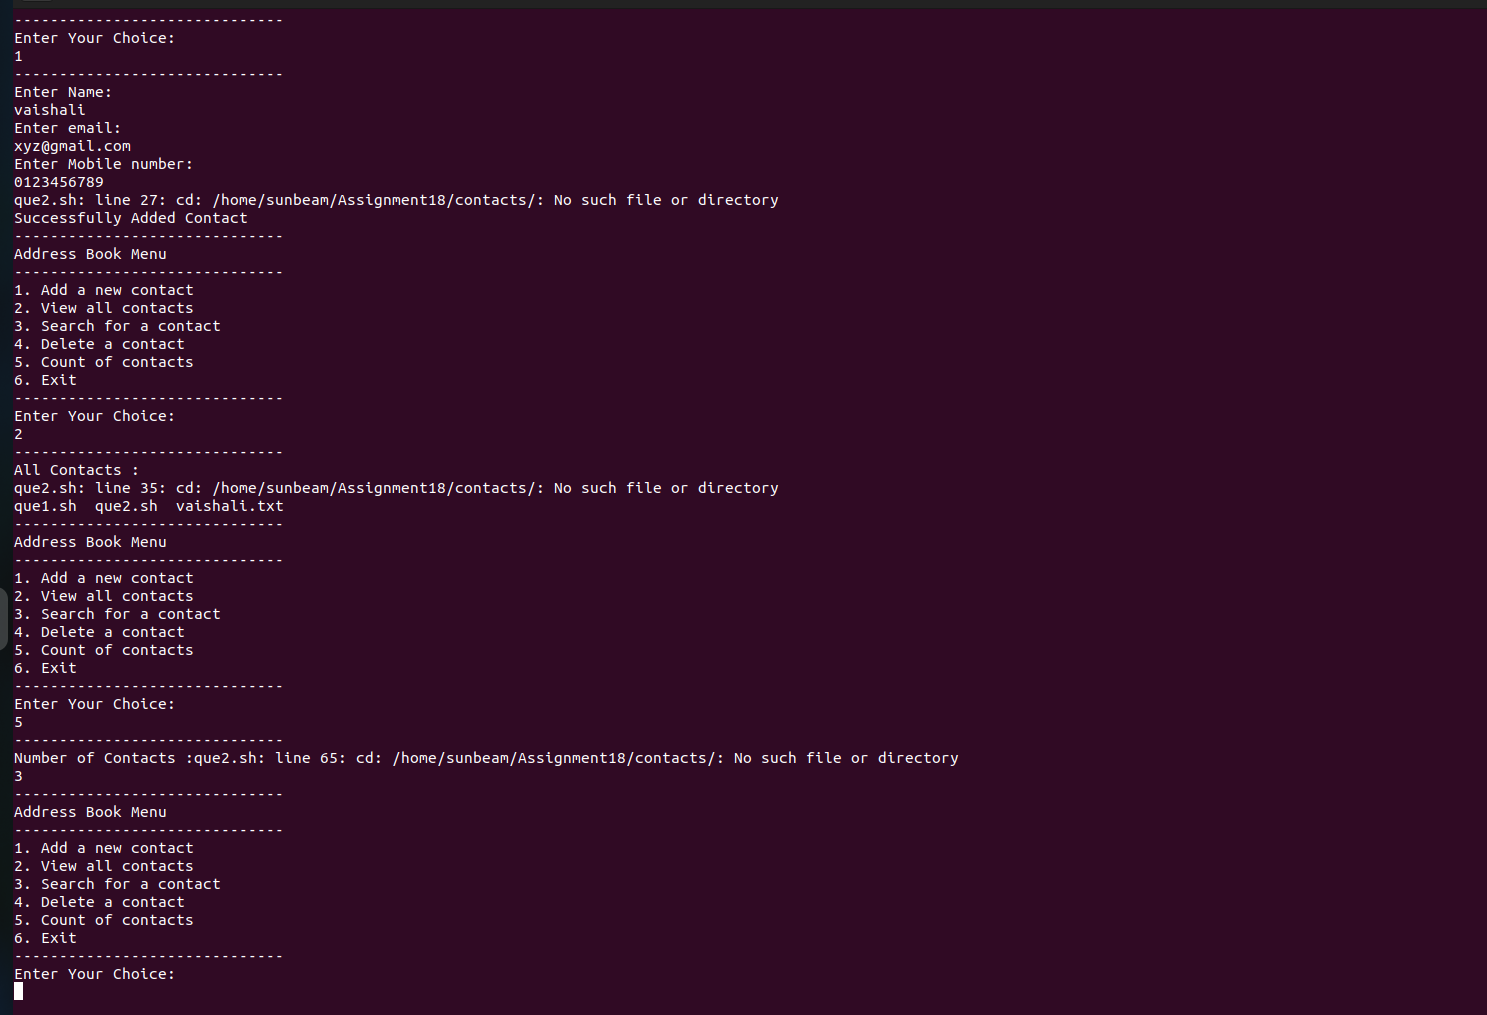 ------------------------------
Enter Your Choice:
1
------------------------------
Enter Name:
vaishali
Enter email:
xyz@gmail.com
Enter Mobile number:
0123456789
que2.sh: line 27: cd: /home/sunbeam/Assignment18/contacts/: No such file or directory
Successfully Added Contact
------------------------------
Address Book Menu
------------------------------
1. Add a new contact
2. View all contacts
3. Search for a contact
4. Delete a contact
5. Count of contacts
6. Exit
------------------------------
Enter Your Choice:
2
------------------------------
All Contacts :
que2.sh: line 35: cd: /home/sunbeam/Assignment18/contacts/: No such file or directory
que1.sh  que2.sh  vaishali.txt
------------------------------
Address Book Menu
------------------------------
1. Add a new contact
2. View all contacts
3. Search for a contact
4. Delete a contact
5. Count of contacts
6. Exit
------------------------------
Enter Your Choice:
5
------------------------------
Number of Contacts :que2.sh: line 65: cd: /home/sunbeam/Assignment18/contacts/: No such file or directory
3
------------------------------
Address Book Menu
------------------------------
1. Add a new contact
2. View all contacts
3. Search for a contact
4. Delete a contact
5. Count of contacts
6. Exit
------------------------------
Enter Your Choice: